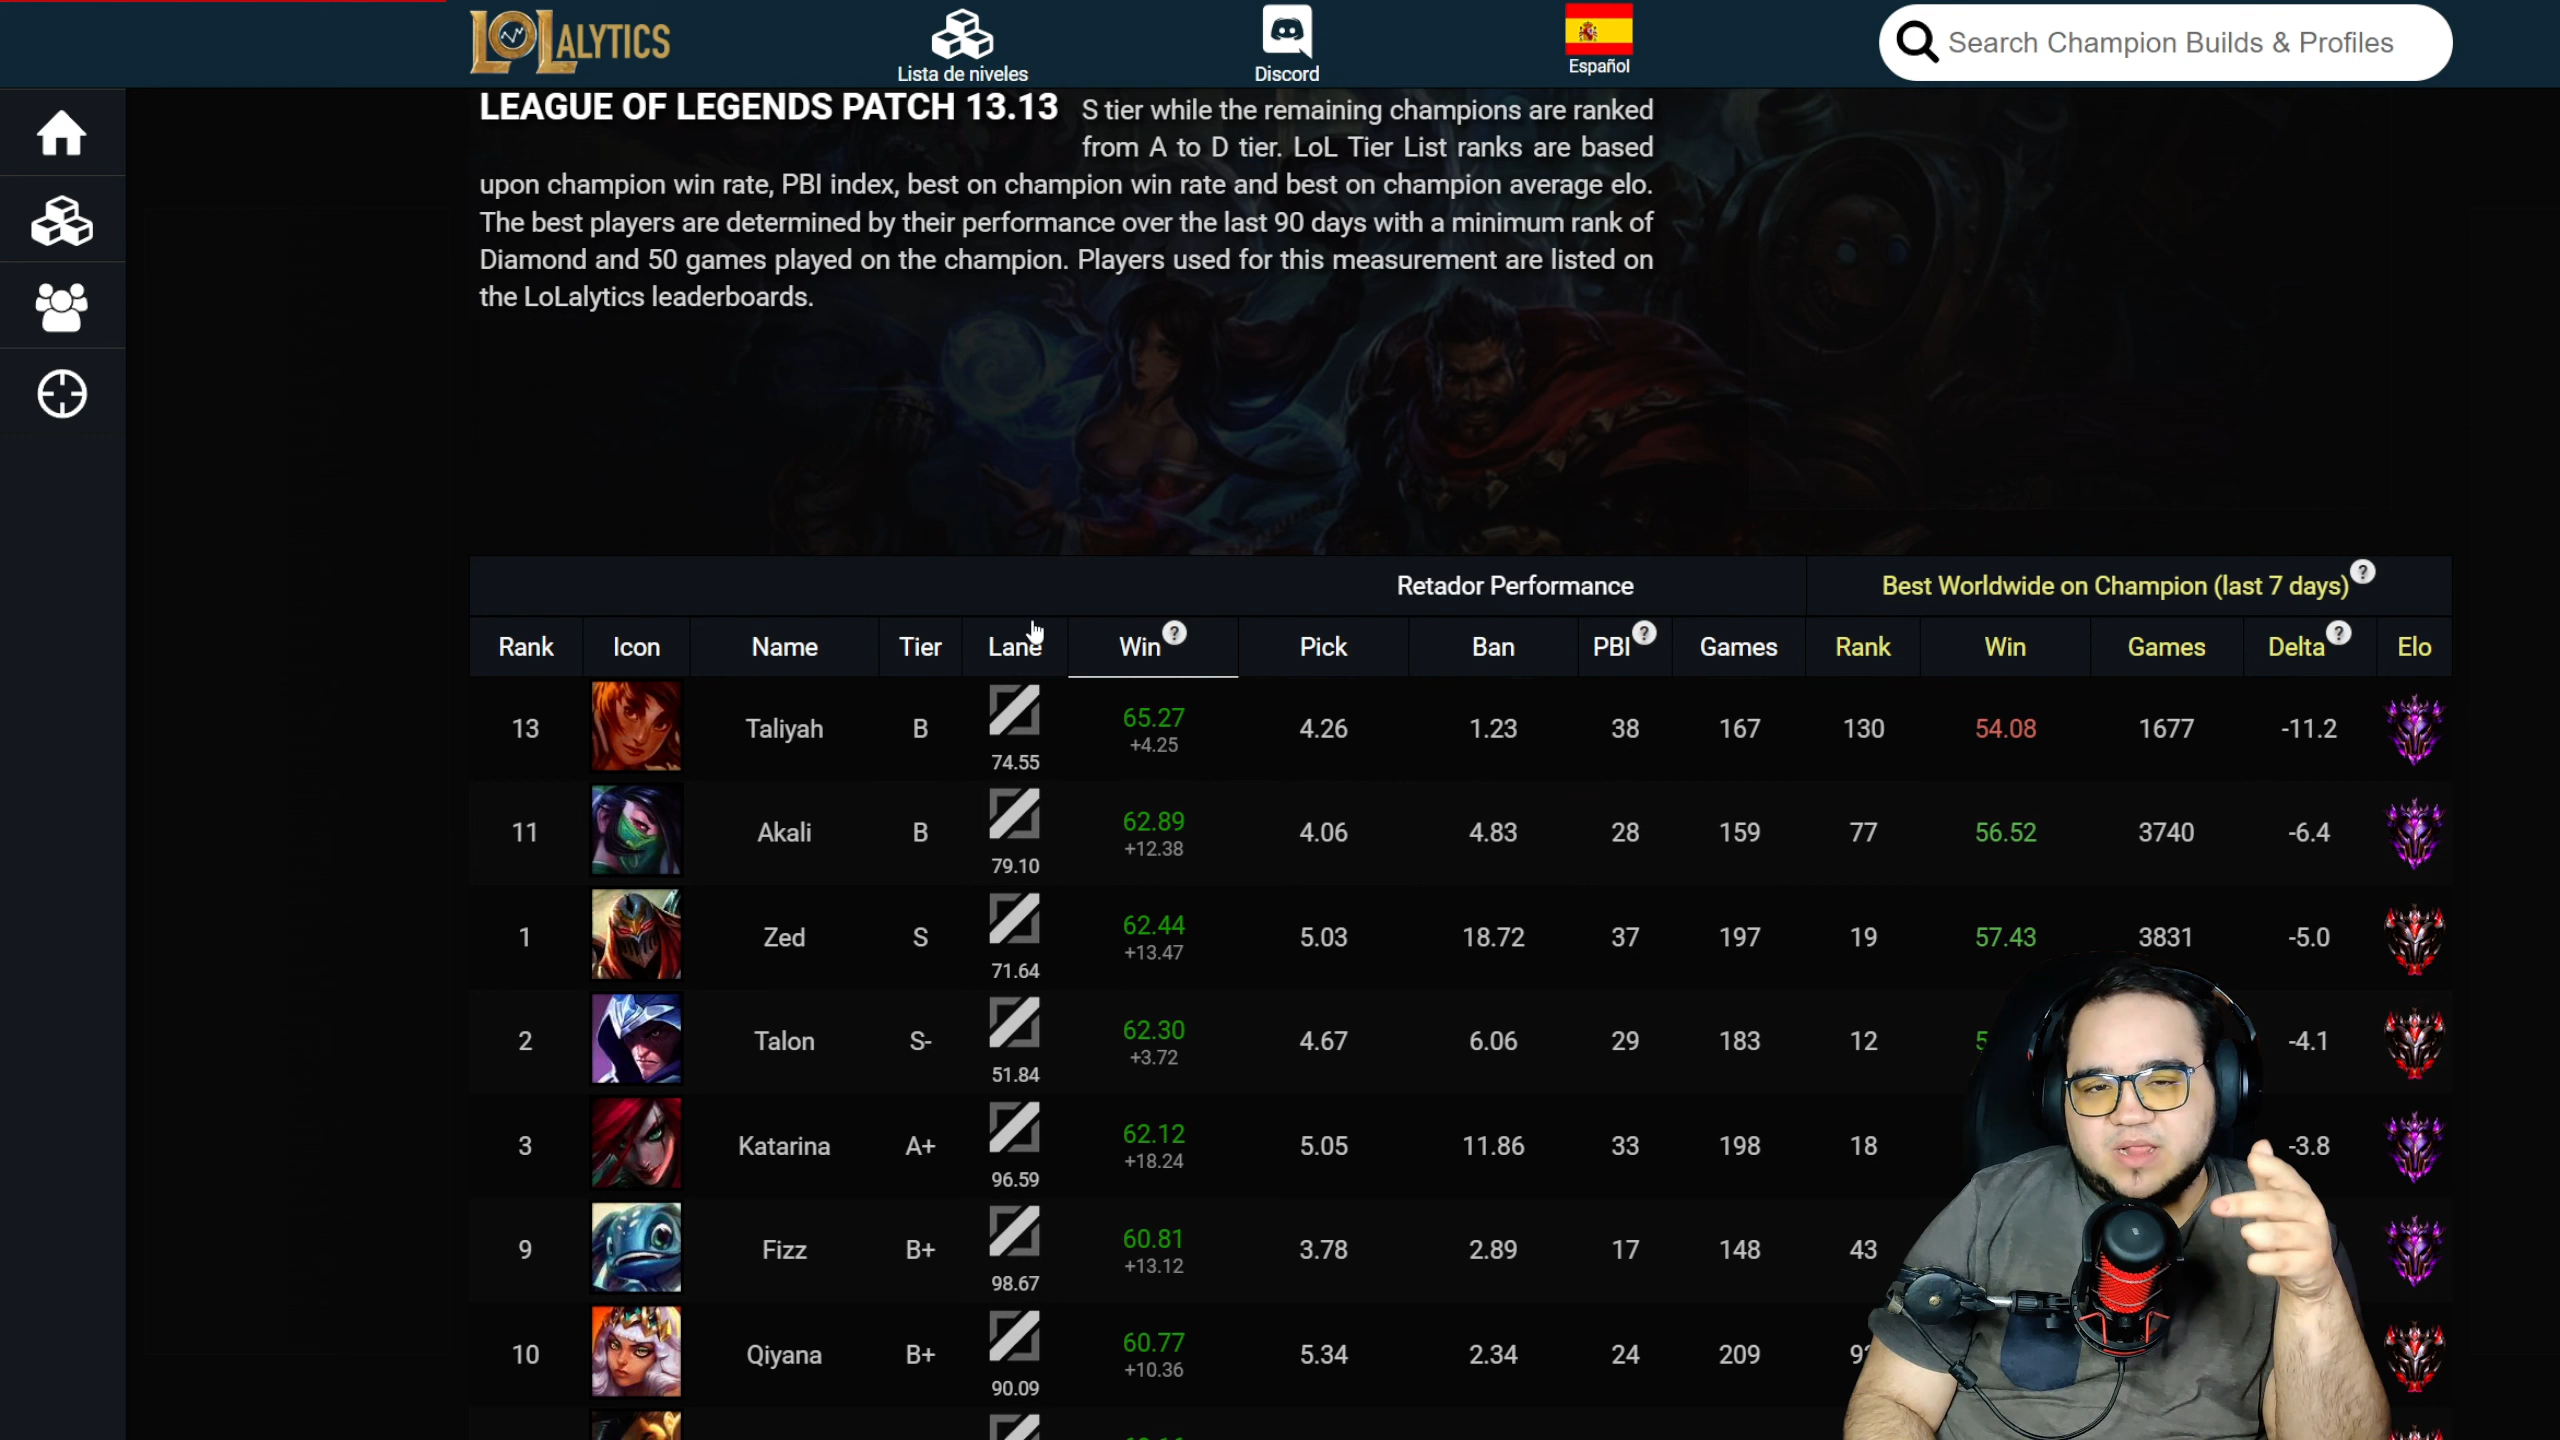 LOLALYTICS
Lista de niveles
Discord
Español
Search Champion Builds & Profiles
LEAGUE OF LEGENDS PATCH 13.13
S tier while the remaining champions are ranked
from A to D tier. LoL Tier List ranks are based
upon champion win rate, PBI index, best on champion win rate and best on champion average elo.
The best players are determined by their performance over the last 90 days with a minimum rank of
Diamond and 50 games played on the champion. Players used for this measurement are listed on
the LoLalytics leaderboards.
Retador Performance Best Worldwide on Champion (last 7 days) ?
Rank Icon Name Tier Lane Win ? Pick Ban PBI ? Games Rank Win Games Delta ? Elo
13 Taliyah B 74.55 65.27 +4.25 4.26 1.23 38 167 130 54.08 1677 -11.2
11 Akali B 79.10 62.89 +12.38 4.06 4.83 28 159 77 56.52 3740 -6.4
1 Zed S 71.64 62.44 +13.47 5.03 18.72 37 197 19 57.43 3831 -5.0
2 Talon S- 51.84 62.30 +3.72 4.67 6.06 29 183 12 -4.1
3 Katarina A+ 96.59 62.12 +18.24 5.05 11.86 33 198 18 -3.8
9 Fizz B+ 98.67 60.81 +13.12 3.78 2.89 17 148 43
10 Qiyana B+ 90.09 60.77 +10.36 5.34 2.34 24 209